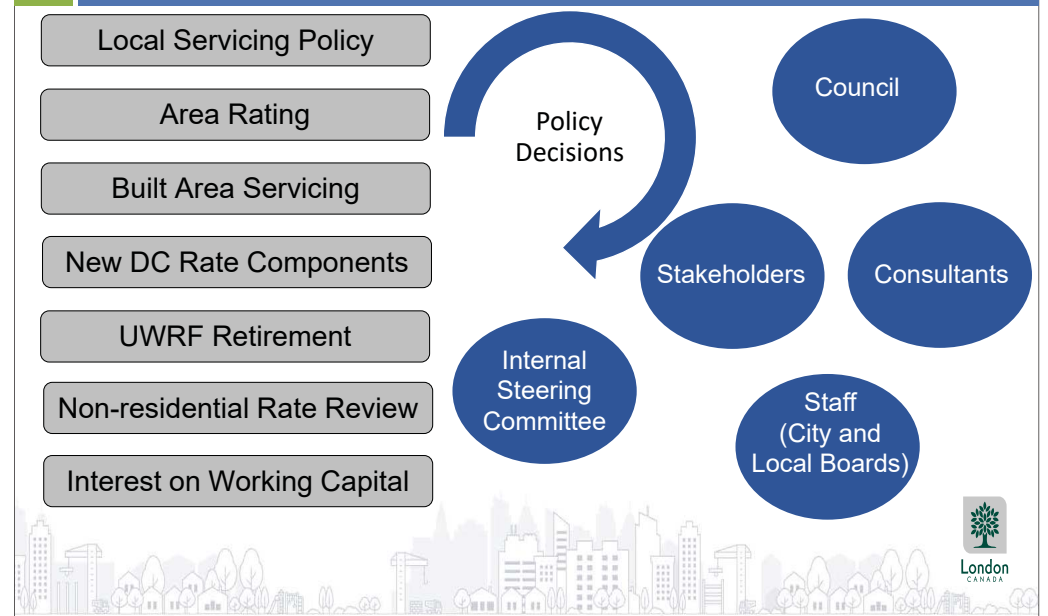 Local Servicing Policy
Area Rating
Built Area Servicing
New DC Rate Components
UWRF Retirement
Non-residential Rate Review
Interest on Working Capital
Policy
Decisions
Council
Stakeholders
Consultants
Internal
Steering
Committee
Staff
(City and
Local Boards)
London
CANADA